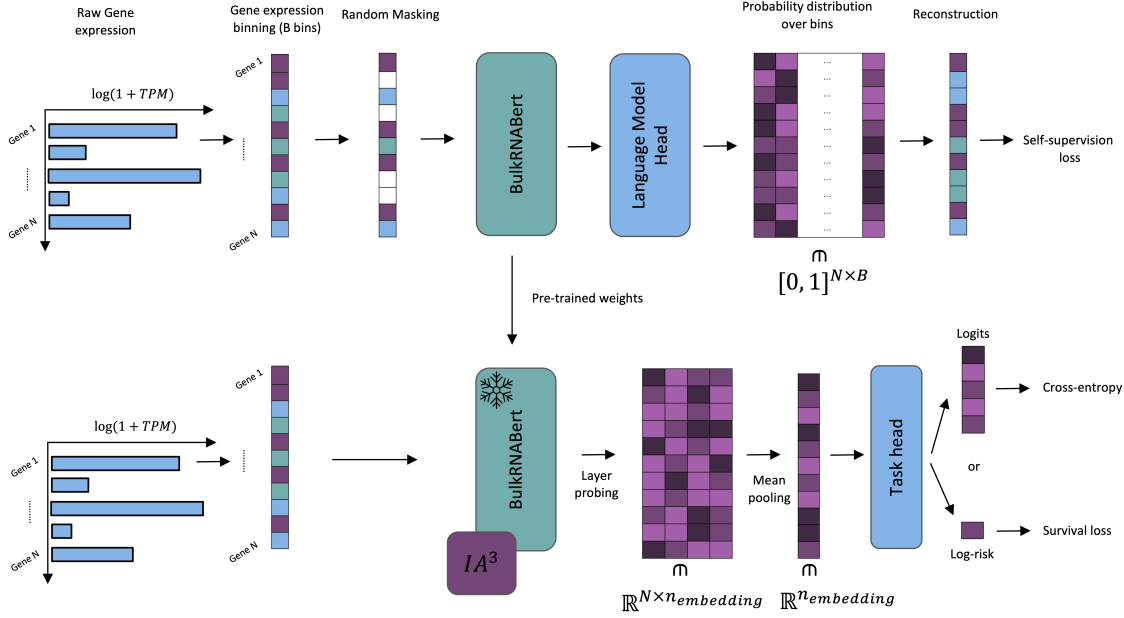 Raw Gene
expression
Gene expression
binning (B bins)
Random Masking
Probability distribution
over bins
Reconstruction
log(1 + TPM)
Gene 1
........
Gene N
Gene 1
........
Gene N
BulkRNABert
Language Model
Head
...
...
...
...
...
...
...
...
...
...
...
Self-supervision
loss
∈
[0, 1]^{N×B}
Pre-trained weights
log(1 + TPM)
Gene 1
........
Gene N
Gene 1
........
Gene N
BulkRNABert
IA³
Layer
probing
∈
ℝ^{N×n_{embedding}}
Mean
pooling
∈
ℝ^{n_{embedding}}
Task head
Logits
Cross-entropy
or
Survival loss
Log-risk